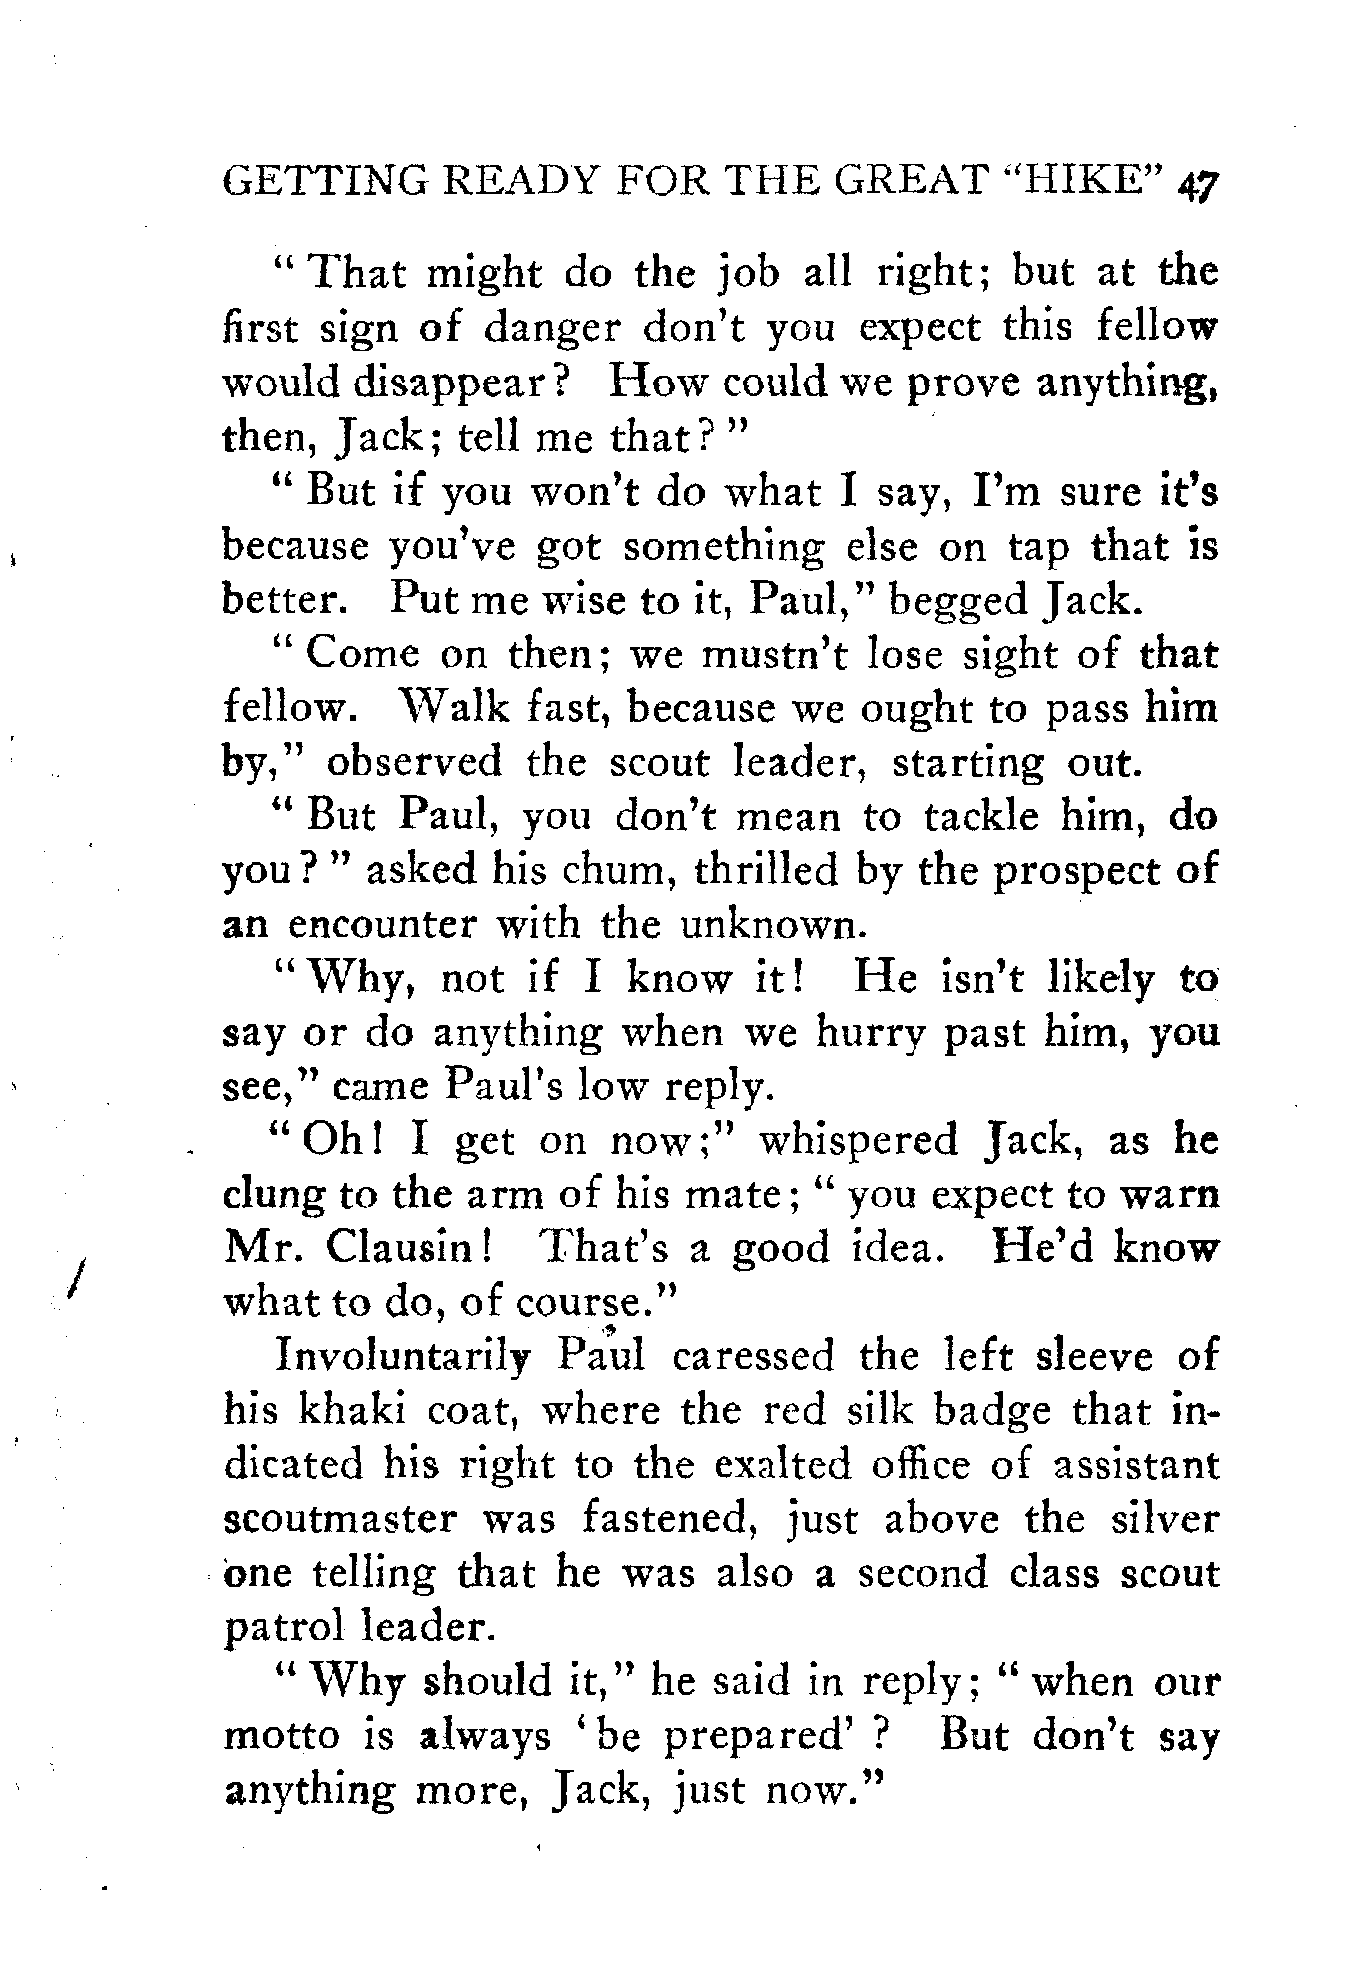 GETTING READY FOR THE GREAT "HIKE" 47
" That might do the job all right; but at the
first sign of danger don't you expect this fellow
would disappear? How could we prove anything,
then, Jack; tell me that? "
" But if you won't do what I say, I'm sure it's
because you've got something else on tap that is
better. Put me wise to it, Paul," begged Jack.
" Come on then; we mustn't lose sight of that
fellow. Walk fast, because we ought to pass him
by," observed the scout leader, starting out.
" But Paul, you don't mean to tackle him, do
you? " asked his chum, thrilled by the prospect of
an encounter with the unknown.
" Why, not if I know it! He isn't likely to
say or do anything when we hurry past him, you
see," came Paul's low reply.
" Oh! I get on now;" whispered Jack, as he
clung to the arm of his mate; " you expect to warn
Mr. Clausin! That's a good idea. He'd know
what to do, of course."
Involuntarily Paul caressed the left sleeve of
his khaki coat, where the red silk badge that in-
dicated his right to the exalted office of assistant
scoutmaster was fastened, just above the silver
one telling that he was also a second class scout
patrol leader.
" Why should it," he said in reply; " when our
motto is always ' be prepared' ? But don't say
anything more, Jack, just now."